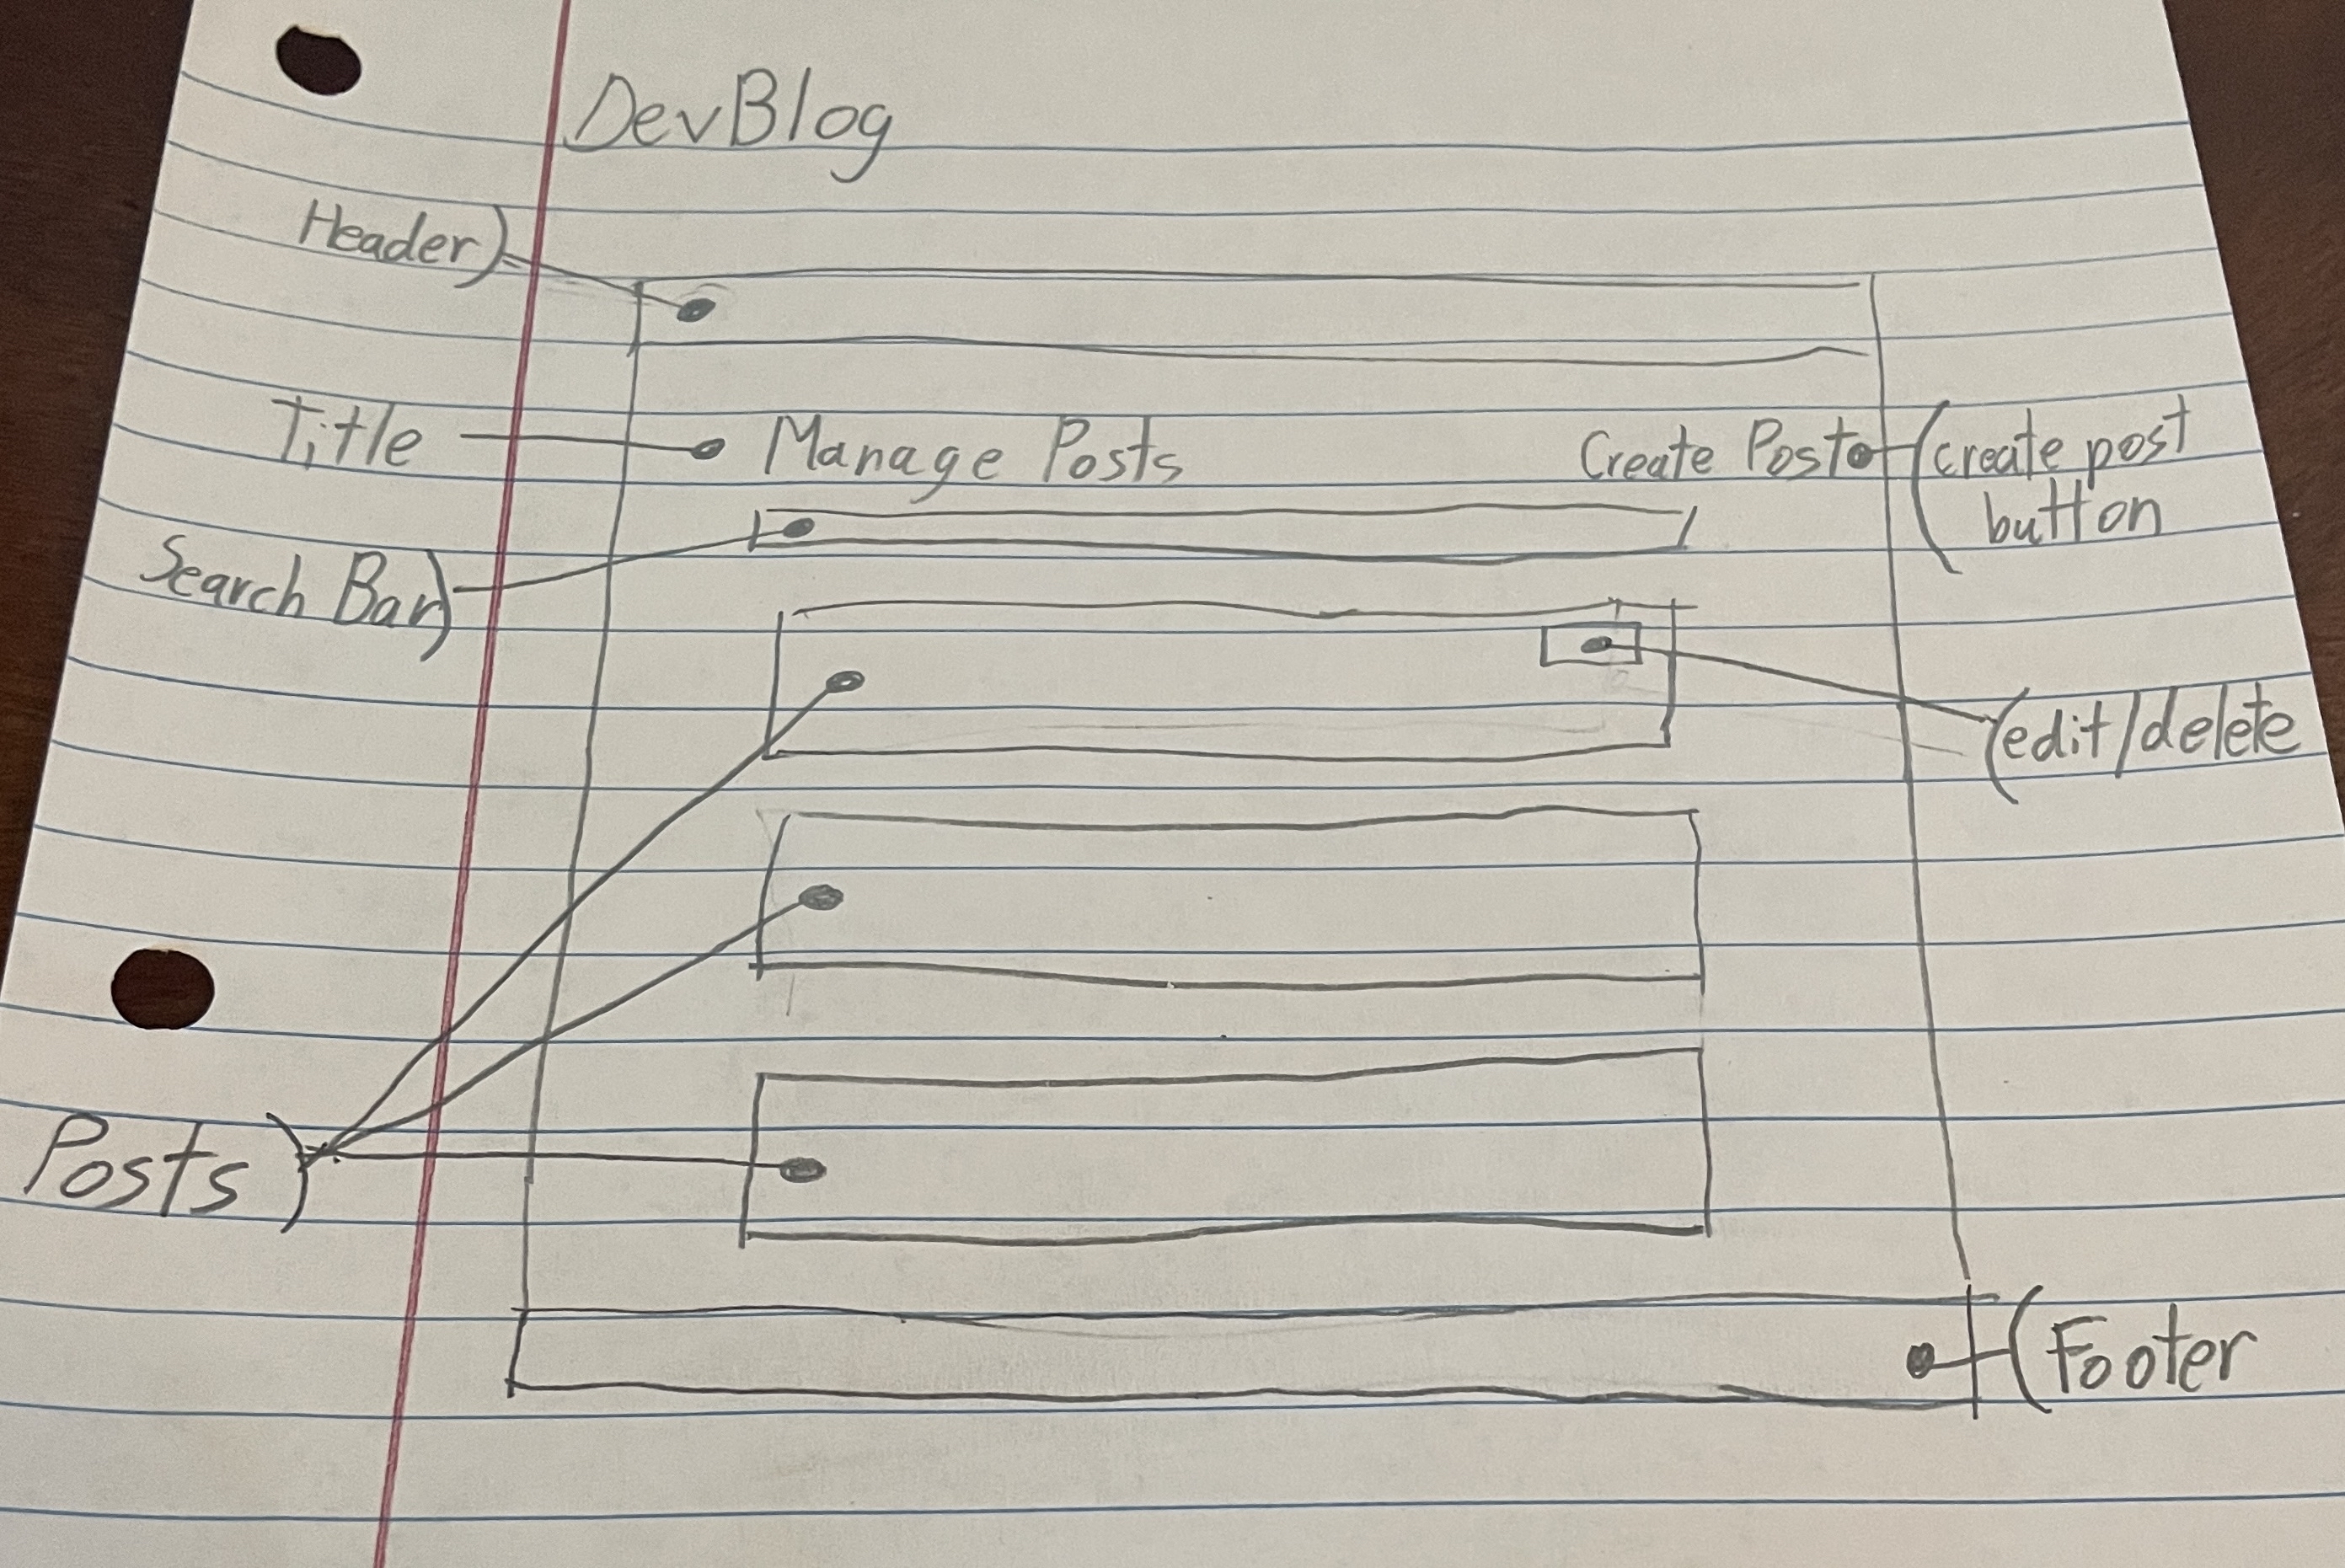 DevBlog
Header
Title
Manage Posts
Create Post
create post
button
Search Bar
edit/delete
Posts
Footer